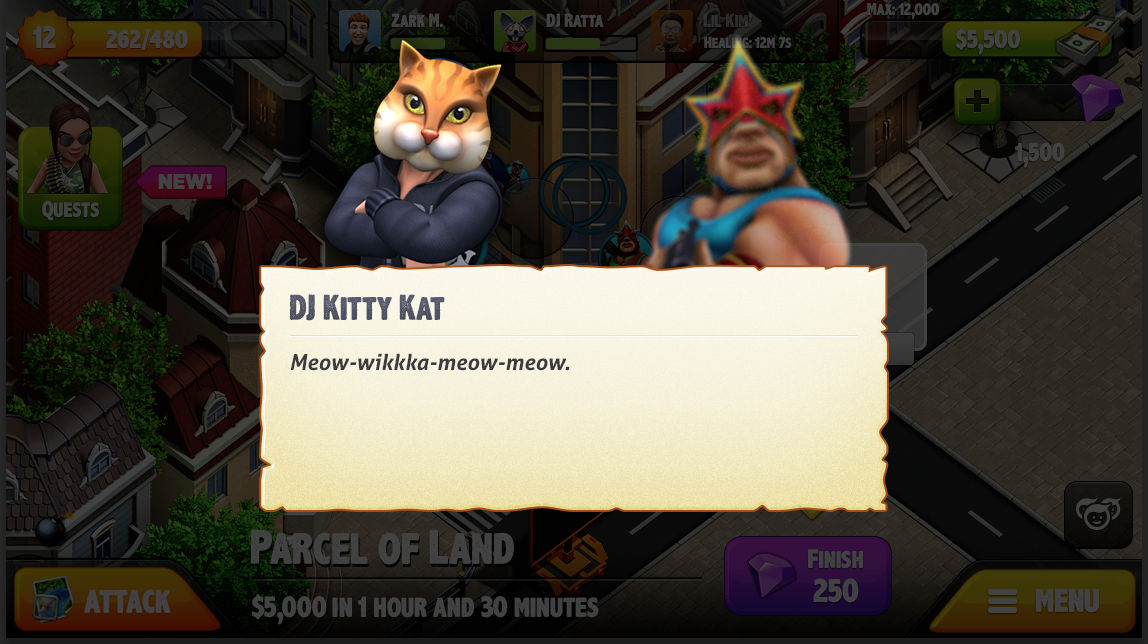 MAX: 12,000
12
262/480
ZARK M.
DJ RATTA
LIL KIM
HEALING: 12M 7S
$5,500
1,500
NEW!
QUESTS
DJ KITTY KAT
Meow-wikkka-meow-meow.
PARCEL OF LAND
$5,000 IN 1 HOUR AND 30 MINUTES
FINISH
250
ATTACK
MENU